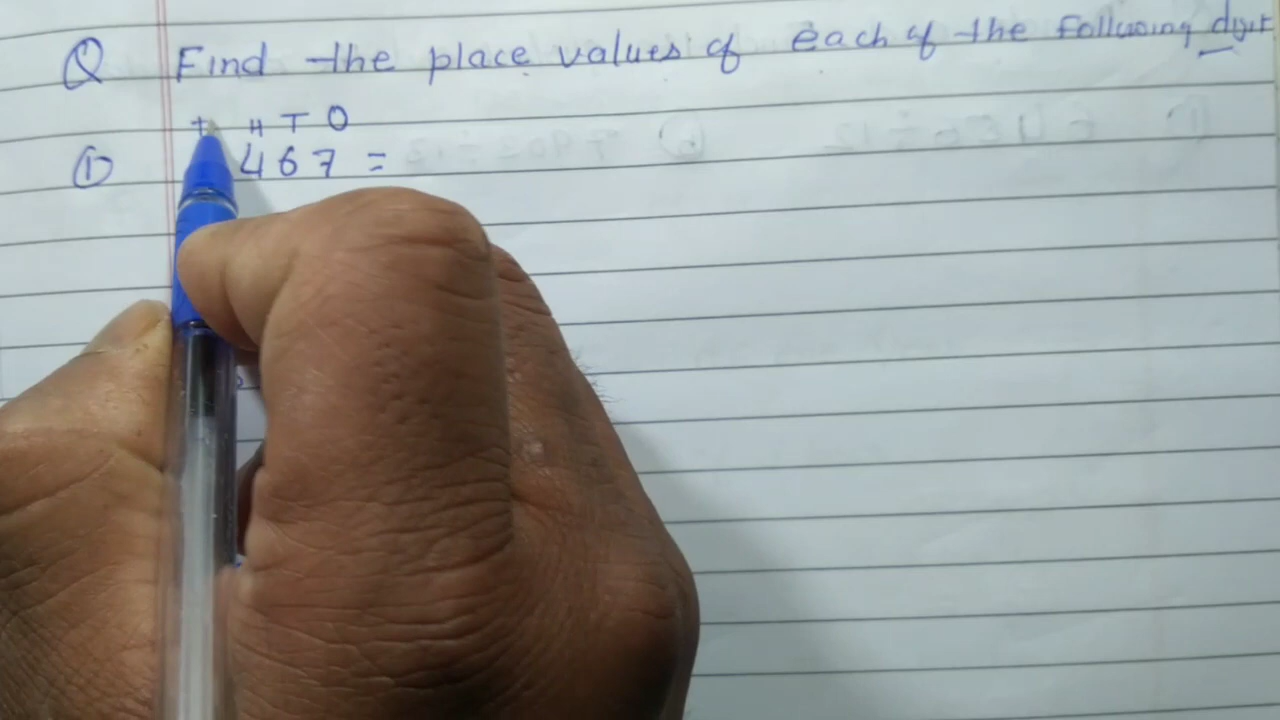 Q Find the place values of each of the following digit
H T O
① 467 =